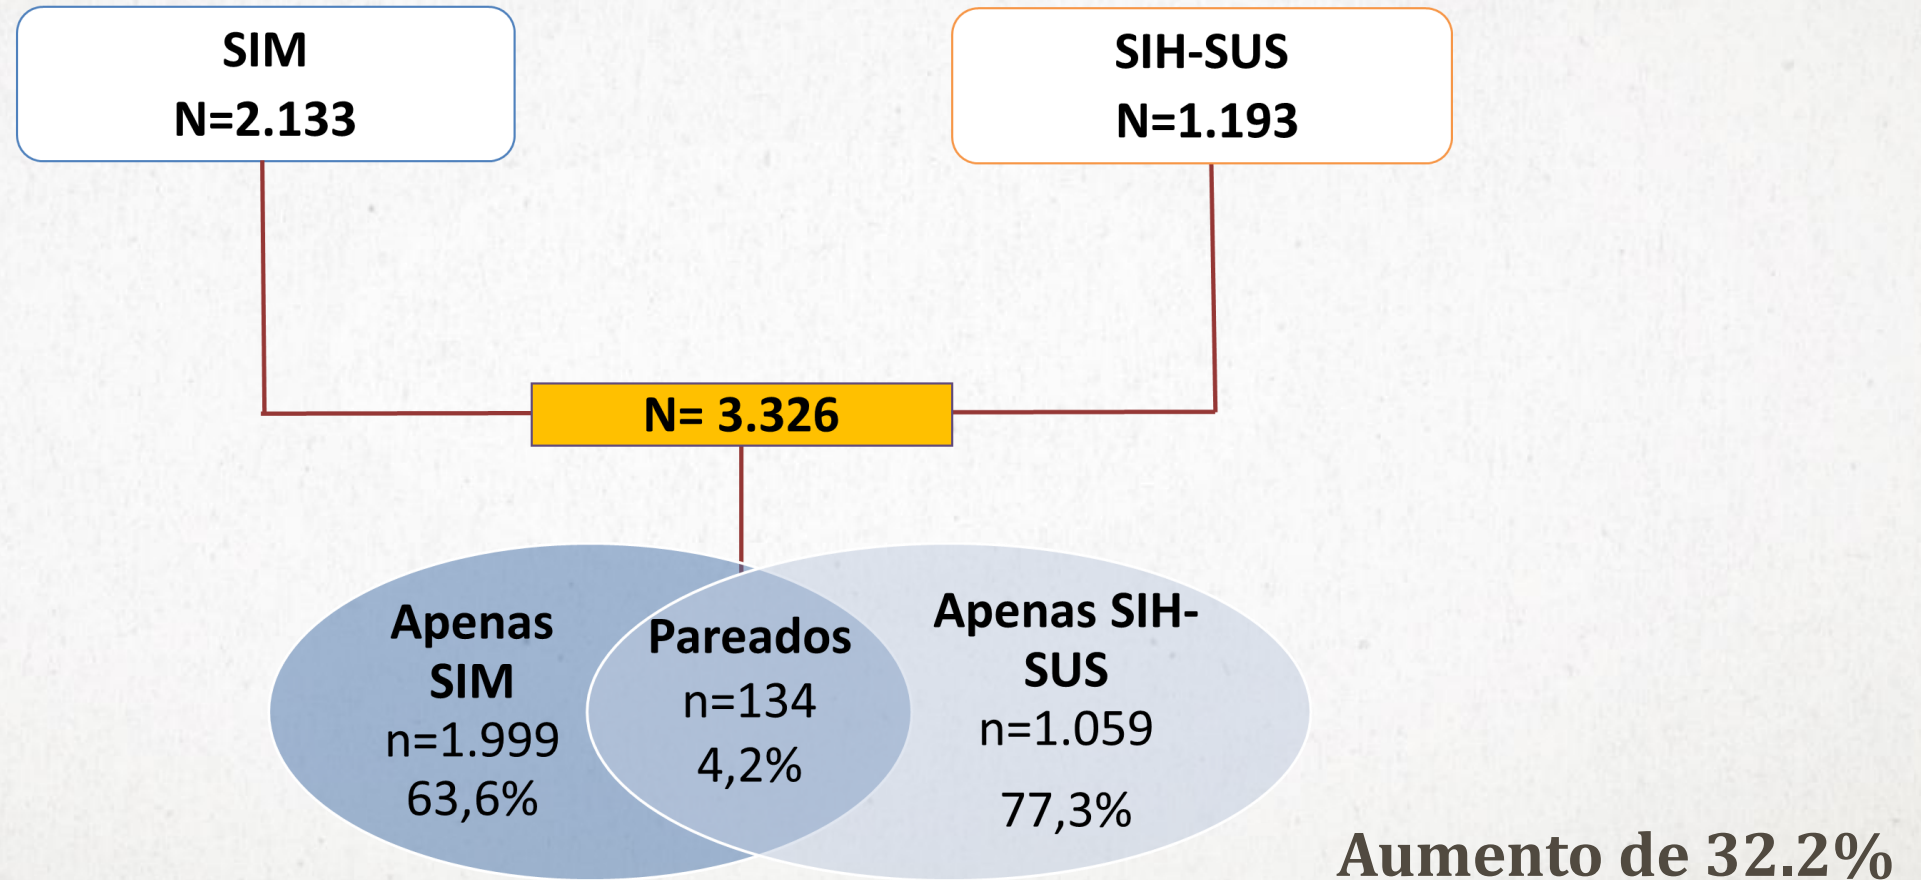 SIM
N=2.133
SIH-SUS
N=1.193
N= 3.326
Apenas
SIM
n=1.999
63,6%
Pareados
n=134
4,2%
Apenas SIH-
SUS
n=1.059
77,3%
Aumento de 32.2%